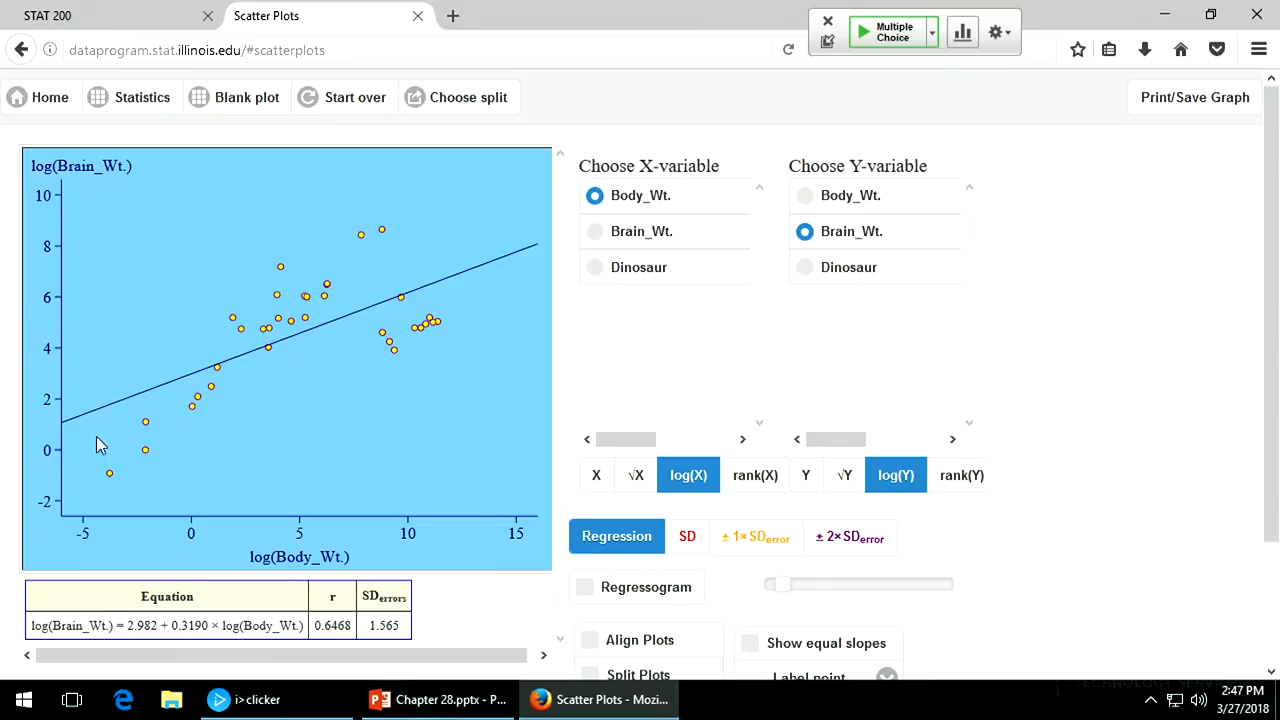 STAT 200
Scatter Plots
Multiple
Choice
dataprogram.stat.illinois.edu/#scatterplots
Home
Statistics
Blank plot
Start over
Choose split
Print/Save Graph
log(Brain_Wt.)
10
8
6
4
2
0
-2
-5 0 5 10 15
log(Body_Wt.)
Equation r SDerrors
log(Brain_Wt.) = 2.982 + 0.3190 × log(Body_Wt.) 0.6468 1.565
Choose X-variable
Body_Wt.
Brain_Wt.
Dinosaur
Choose Y-variable
Body_Wt.
Brain_Wt.
Dinosaur
X √X log(X) rank(X)
Y √Y log(Y) rank(Y)
Regression SD ± 1× SDerror ± 2× SDerror
Regressogram
Align Plots
Show equal slopes
Split Plots
Label point
i>clicker
Chapter 28.pptx - P...
Scatter Plots - Mozi...
2:47 PM
3/27/2018